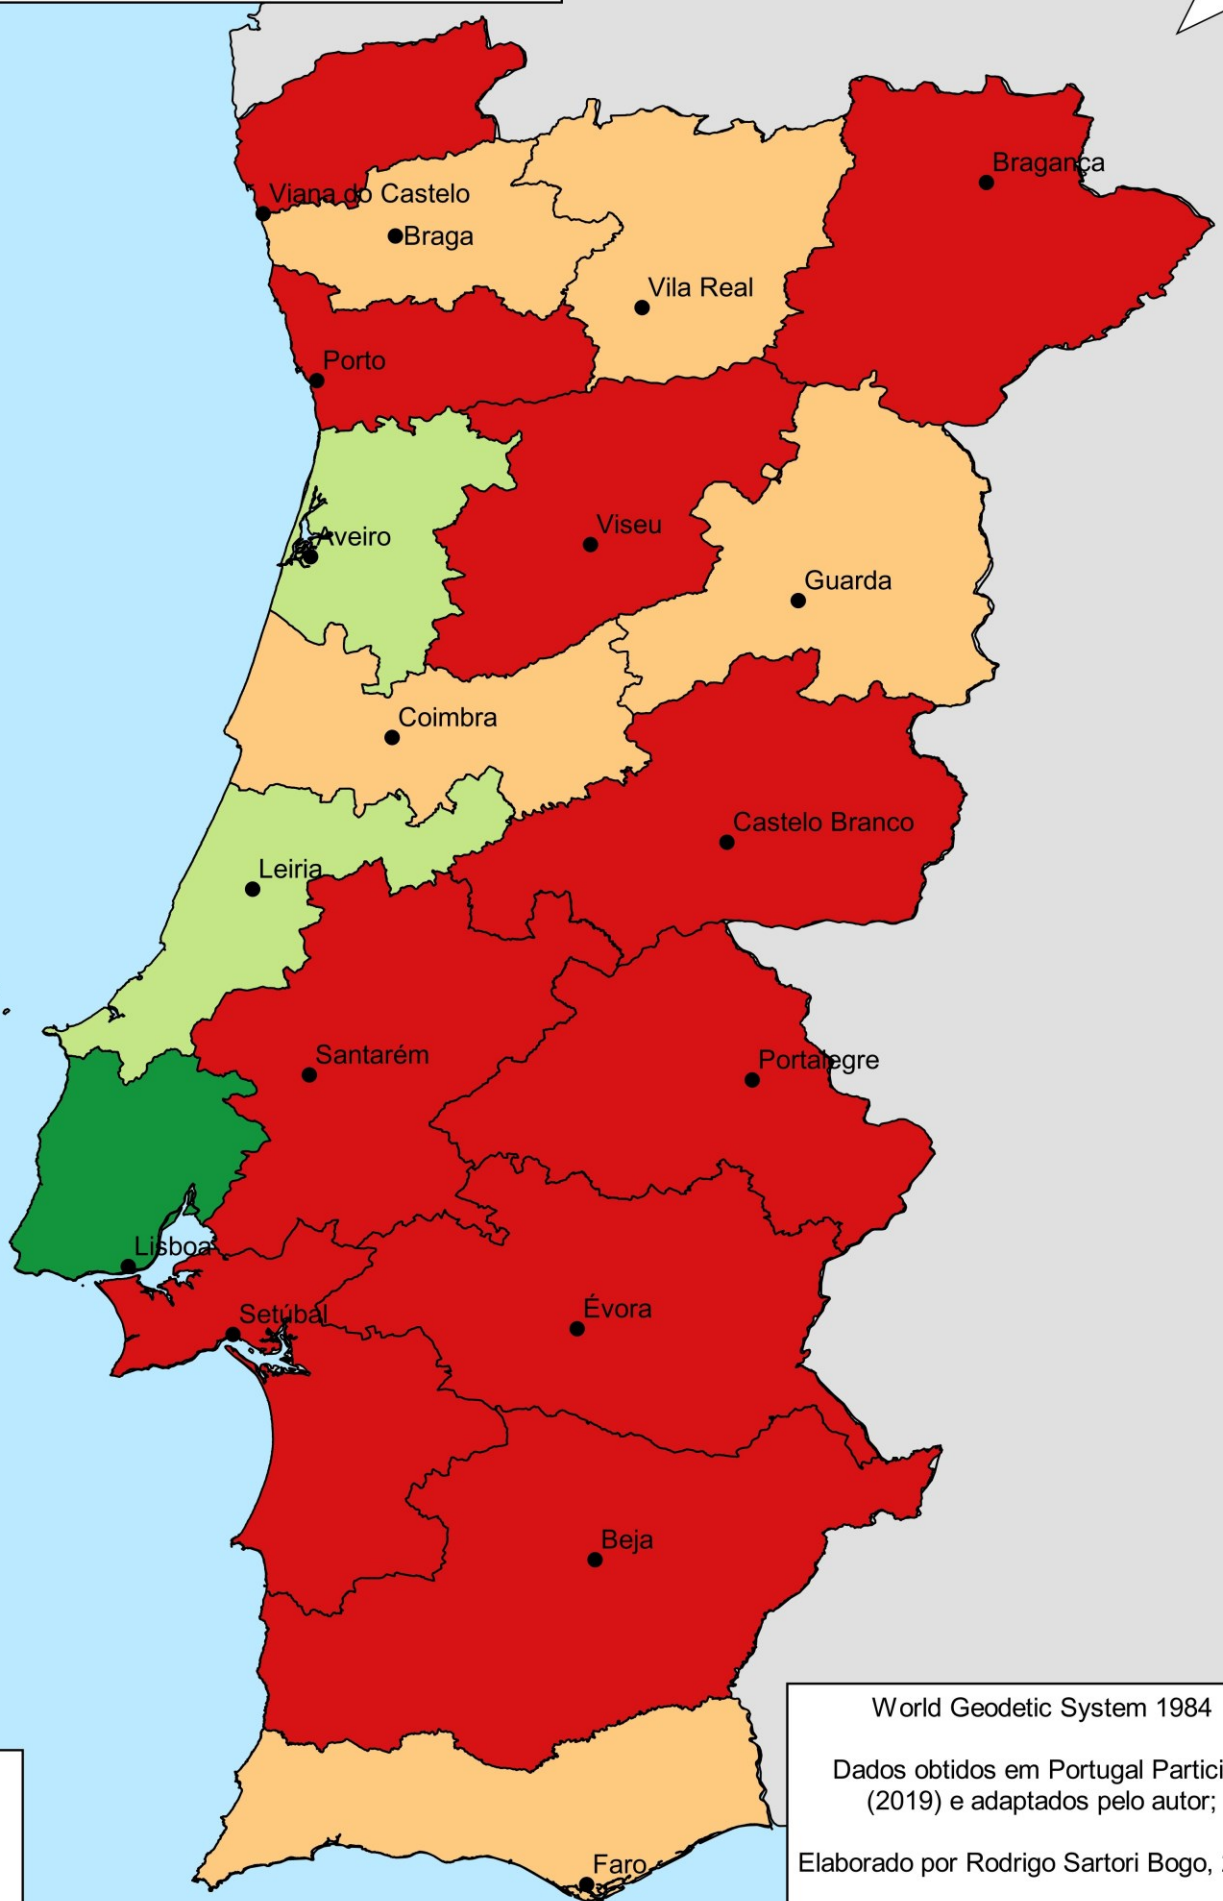 Bragança
Viana do Castelo
Braga
Vila Real
Porto
Viseu
Aveiro
Guarda
Coimbra
Castelo Branco
Leiria
Santarém
Portalegre
Lisboa
Setúbal
Évora
Beja
World Geodetic System 1984
Dados obtidos em Portugal Partici
(2019) e adaptados pelo autor;
Elaborado por Rodrigo Sartori Bogo,
Faro